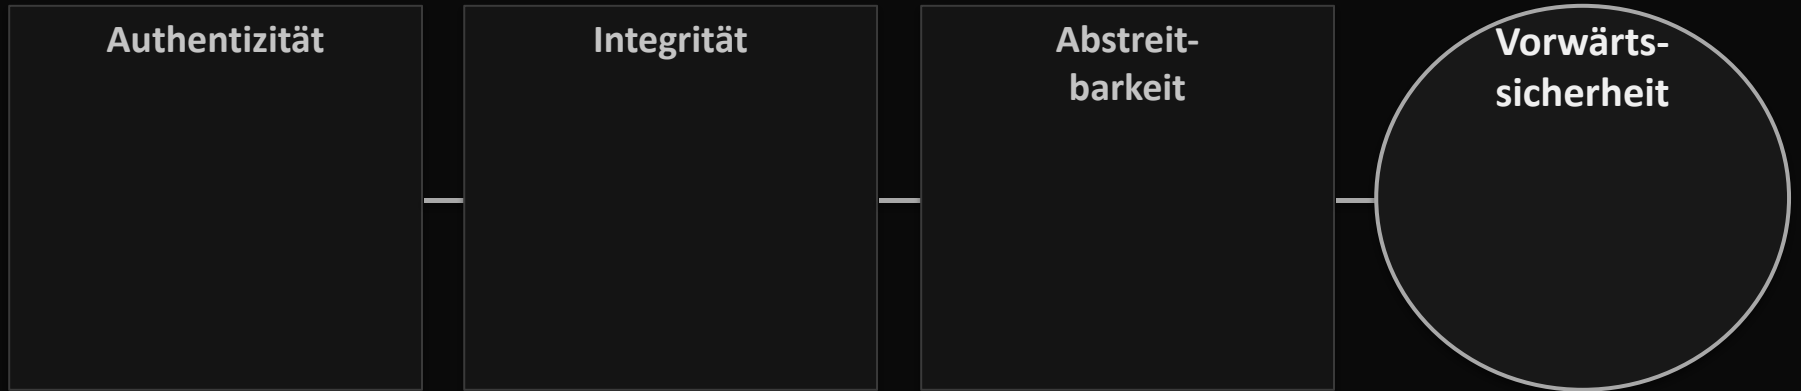 Authentizität
Integrität
Abstreit-
barkeit
Vorwärts-
sicherheit